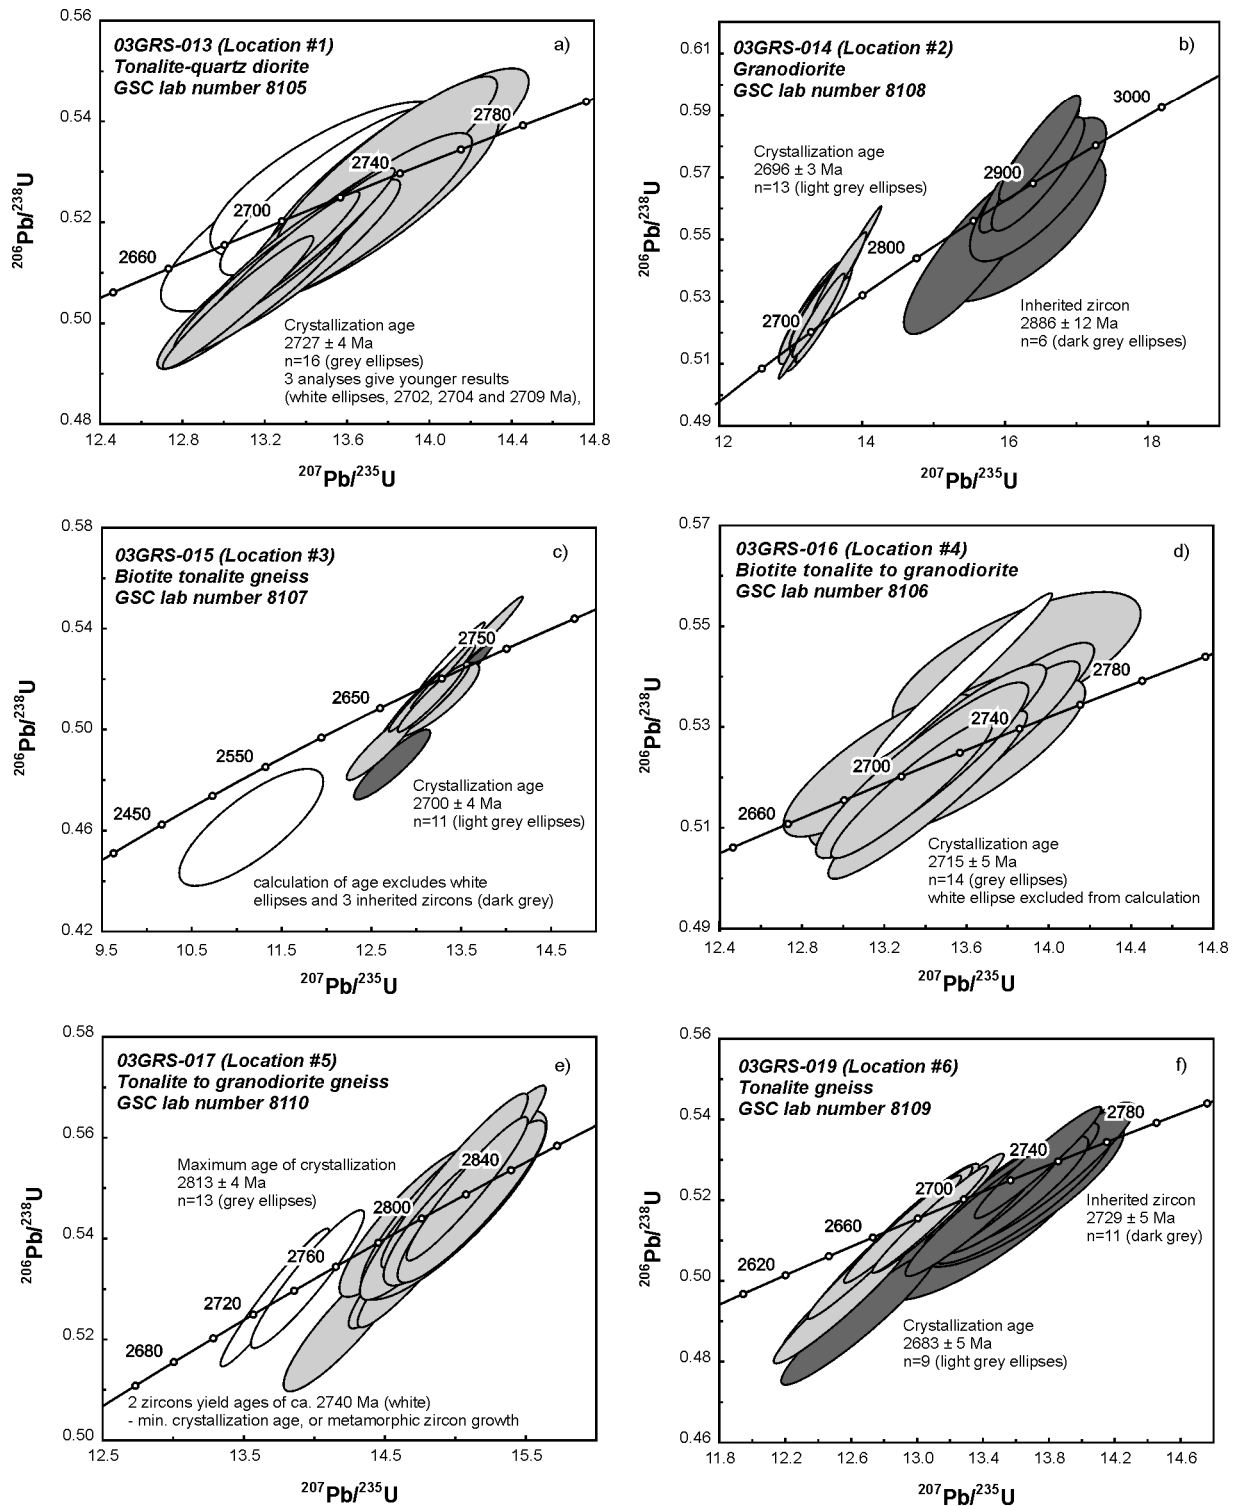 03GRS-013 (Location #1)
Tonalite-quartz diorite
GSC lab number 8105
a)
0.56
0.54
0.52
0.50
0.48
206Pb/238U
2660
2700
2740
2780
Crystallization age
2727 ± 4 Ma
n=16 (grey ellipses)
3 analyses give younger results
(white ellipses, 2702, 2704 and 2709 Ma),
12.4 12.8 13.2 13.6 14.0 14.4 14.8
207Pb/235U
03GRS-014 (Location #2)
Granodiorite
GSC lab number 8108
b)
0.61
0.59
0.57
0.55
0.53
0.51
0.49
206Pb/238U
3000
2900
2800
2700
Crystallization age
2696 ± 3 Ma
n=13 (light grey ellipses)
Inherited zircon
2886 ± 12 Ma
n=6 (dark grey ellipses)
12 14 16 18
207Pb/235U
03GRS-015 (Location #3)
Biotite tonalite gneiss
GSC lab number 8107
c)
0.58
0.54
0.50
0.46
0.42
206Pb/238U
2750
2650
2550
2450
Crystallization age
2700 ± 4 Ma
n=11 (light grey ellipses)
calculation of age excludes white
ellipses and 3 inherited zircons (dark grey)
9.5 10.5 11.5 12.5 13.5
207Pb/235U
03GRS-016 (Location #4)
Biotite tonalite to granodiorite
GSC lab number 8106
d)
0.57
0.55
0.53
0.51
0.49
206Pb/238U
2780
2740
2700
2660
Crystallization age
2715 ± 5 Ma
n=14 (grey ellipses)
white ellipse excluded from calculation
12.4 12.8 13.2 13.6 14.0 14.4 14.8
207Pb/235U
03GRS-017 (Location #5)
Tonalite to granodiorite gneiss
GSC lab number 8110
e)
0.58
0.56
0.54
0.52
0.50
206Pb/238U
Maximum age of crystallization
2813 ± 4 Ma
n=13 (grey ellipses)
2840
2800
2760
2720
2680
2 zircons yield ages of ca. 2740 Ma (white)
- min. crystallization age, or metamorphic zircon growth
12.5 13.5 14.5 15.5
207Pb/235U
03GRS-019 (Location #6)
Tonalite gneiss
GSC lab number 8109
f)
0.56
0.54
0.52
0.50
0.48
0.46
206Pb/238U
2780
2740
2700
2660
2620
Inherited zircon
2729 ± 5 Ma
n=11 (dark grey)
Crystallization age
2683 ± 5 Ma
n=9 (light grey ellipses)
11.8 12.2 12.6 13.0 13.4 13.8 14.2 14.6
207Pb/235U